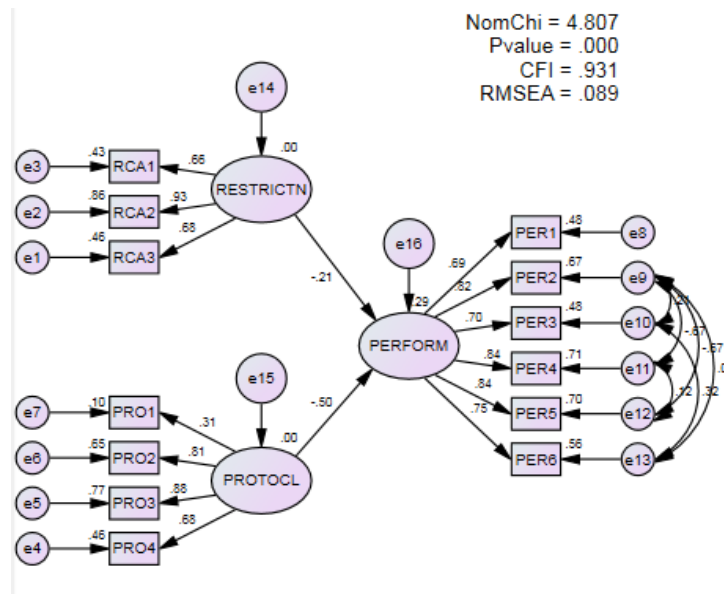 NomChi = 4.807
Pvalue = .000
CFI = .931
RMSEA = .089
e14
.00
RESTRICTN
e3
.43
RCA1
.66
e2
.86
RCA2
.93
e1
.46
RCA3
.68
-.21
e16
.29
PERFORM
e15
.00
PROTOCL
-.50
e7
.10
PRO1
.31
e6
.65
PRO2
.81
e5
.77
PRO3
.88
e4
.46
PRO4
.68
.69
PER1
.48
e8
.82
PER2
.67
e9
.70
PER3
.48
e10
.84
PER4
.71
e11
.84
PER5
.70
e12
.75
PER6
.56
e13
-.67
-.67
.12
.32